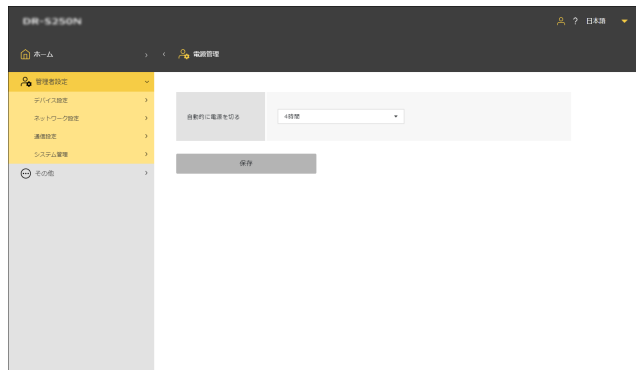 DR-S250N
? 日本語
ホーム
電源管理
管理者設定
デバイス設定
ネットワーク設定
通信設定
システム管理
その他
自動的に電源を切る
4時間
保存